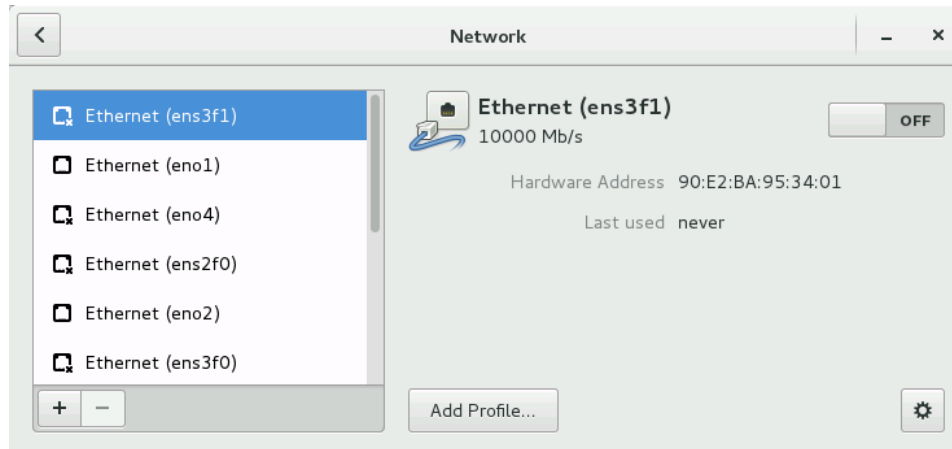 Network
Ethernet (ens3f1)
Ethernet (eno1)
Ethernet (eno4)
Ethernet (ens2f0)
Ethernet (eno2)
Ethernet (ens3f0)
Ethernet (ens3f1)
10000 Mb/s
OFF
Hardware Address 90:E2:BA:95:34:01
Last used never
Add Profile...